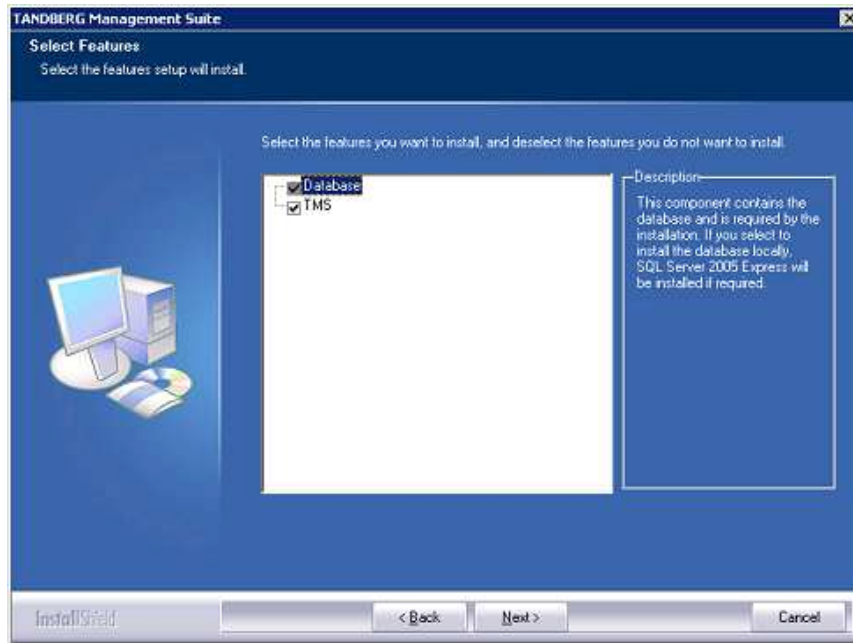 TANDBERG Management Suite
Select Features
Select the features setup will install.
Select the features you want to install, and deselect the features you do not want to install.
Database
TMS
Description
This component contains the
database and is required by the
installation. If you select to
install the database locally,
SQL Server 2005 Express will
be installed if required.
InstallShield
< Back
Next >
Cancel